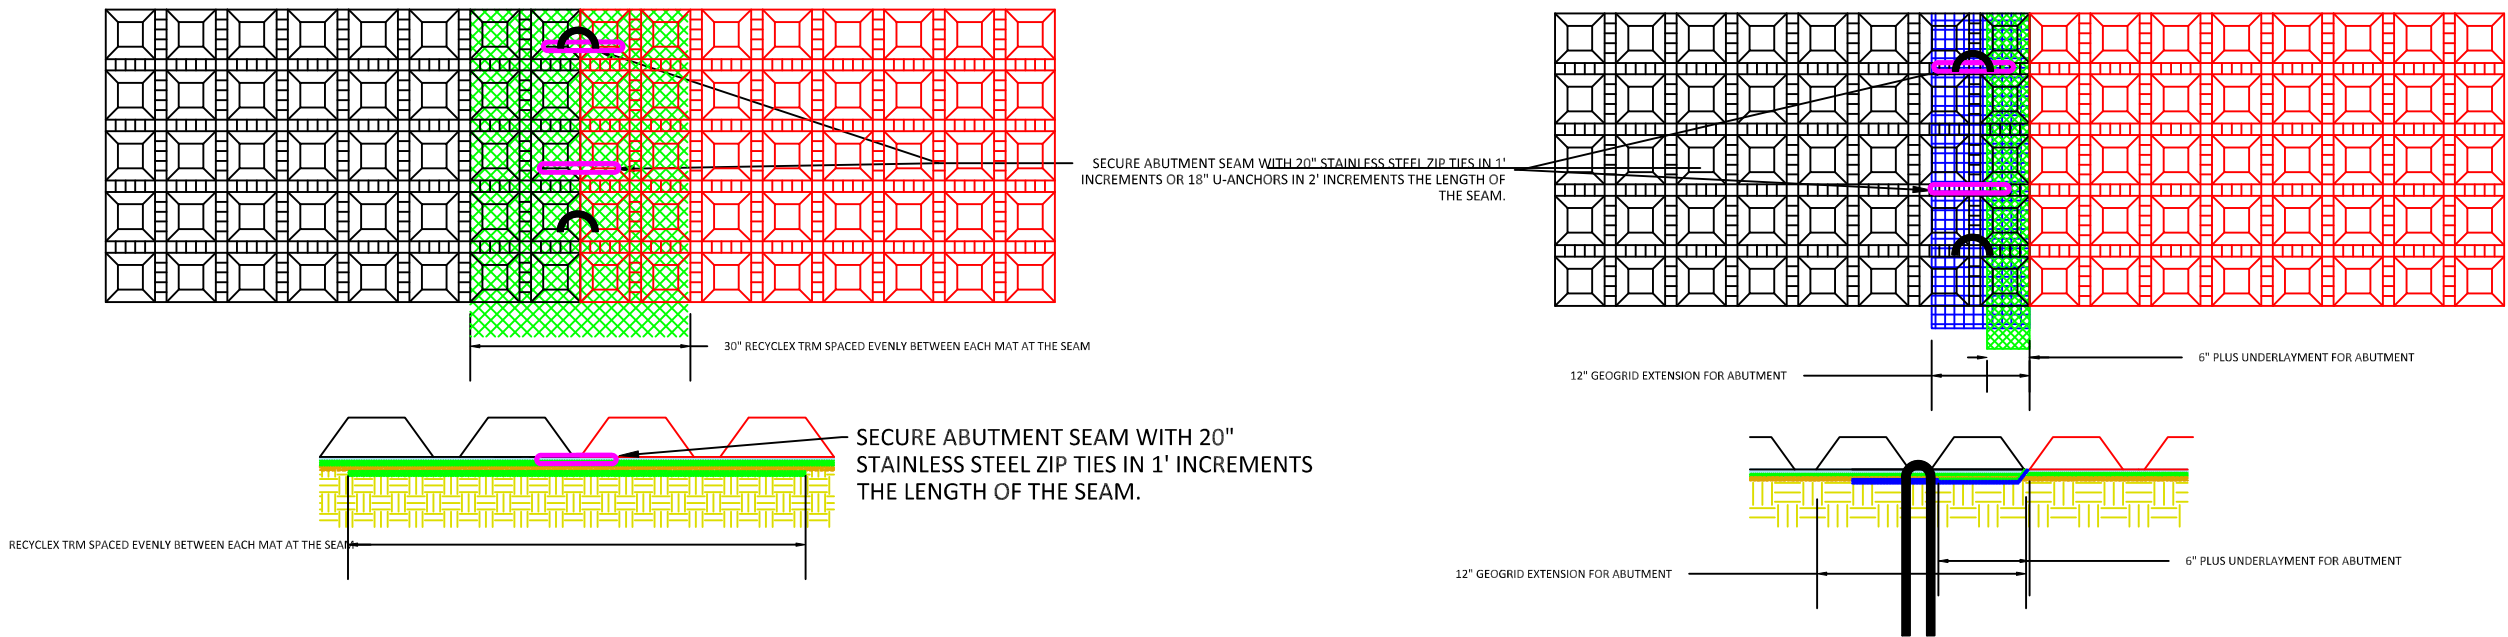 SECURE ABUTMENT SEAM WITH 20" STAINLESS STEEL ZIP TIES IN 1'
INCREMENTS OR 18" U-ANCHORS IN 2' INCREMENTS THE LENGTH OF
THE SEAM.
30" RECYCLEX TRM SPACED EVENLY BETWEEN EACH MAT AT THE SEAM
6" PLUS UNDERLAYMENT FOR ABUTMENT
12" GEOGRID EXTENSION FOR ABUTMENT
SECURE ABUTMENT SEAM WITH 20"
STAINLESS STEEL ZIP TIES IN 1' INCREMENTS
THE LENGTH OF THE SEAM.
RECYCLEX TRM SPACED EVENLY BETWEEN EACH MAT AT THE SEAM
6" PLUS UNDERLAYMENT FOR ABUTMENT
12" GEOGRID EXTENSION FOR ABUTMENT